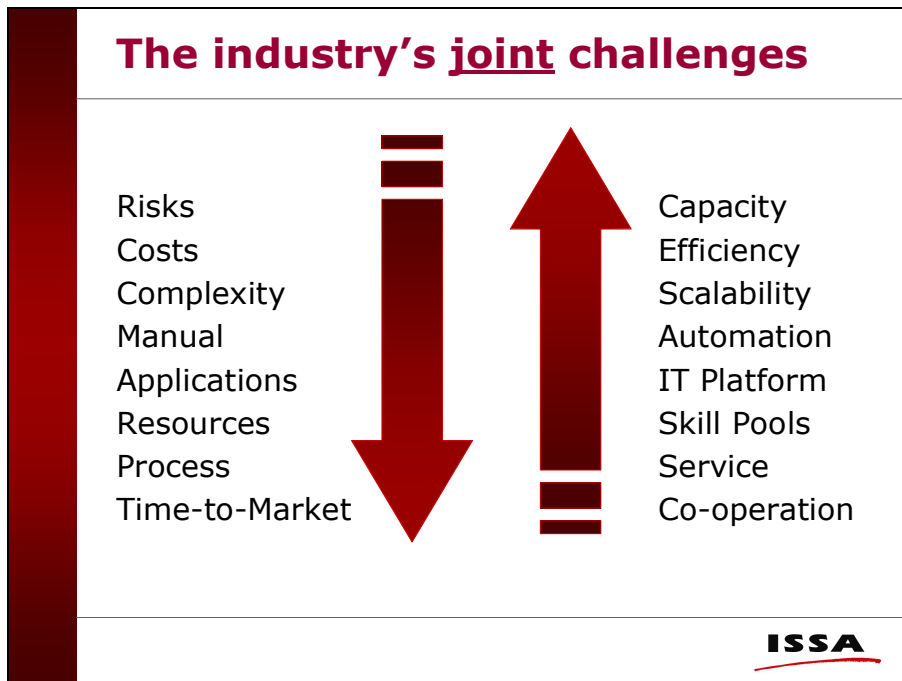 The industry’s joint challenges
Risks
Costs
Complexity
Manual
Applications
Resources
Process
Time-to-Market
Capacity
Efficiency
Scalability
Automation
IT Platform
Skill Pools
Service
Co-operation
ISSA